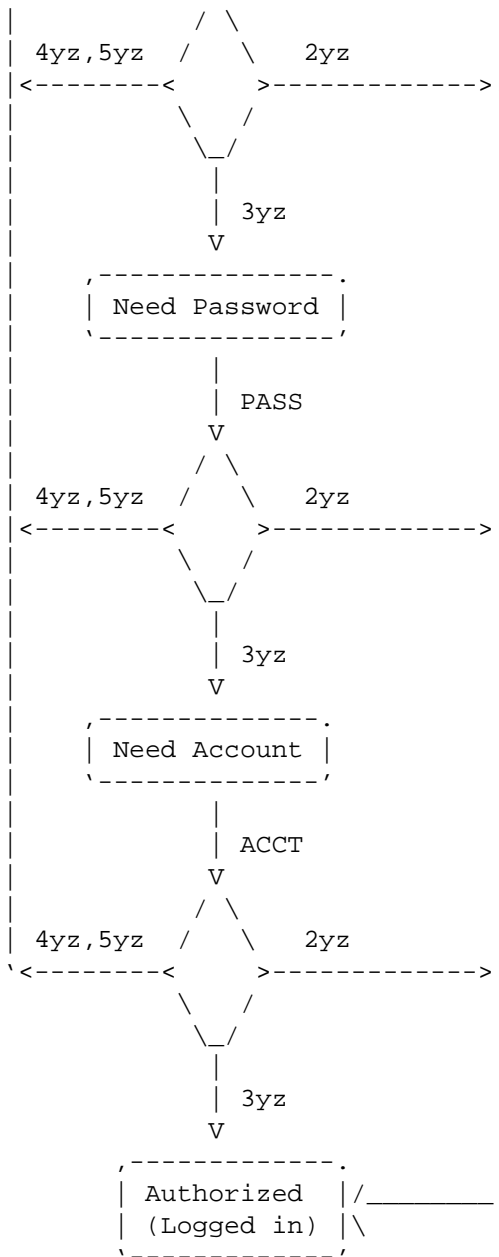 4yz,5yz 2yz
3yz
Need Password
PASS
4yz,5yz 2yz
3yz
Need Account
ACCT
4yz,5yz 2yz
3yz
Authorized
(Logged in)